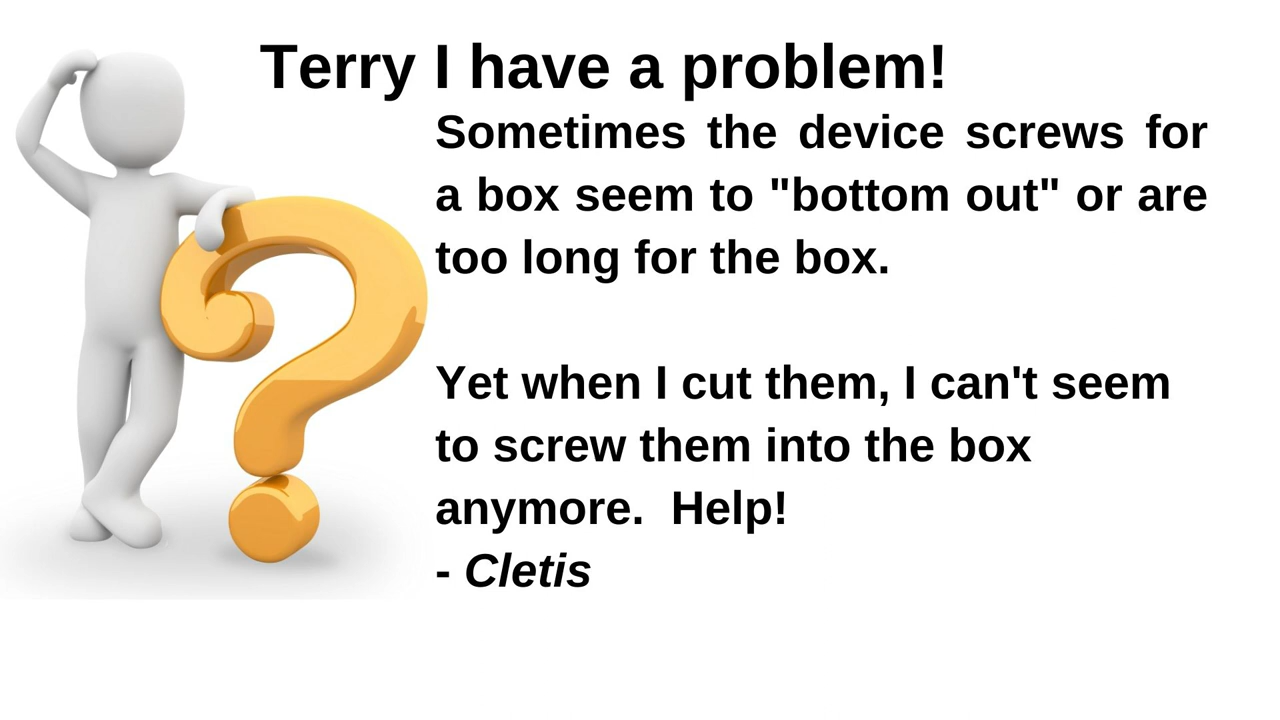 Terry I have a problem!
Sometimes the device screws for
a box seem to "bottom out" or are
too long for the box.
Yet when I cut them, I can't seem
to screw them into the box
anymore.  Help!
- Cletis